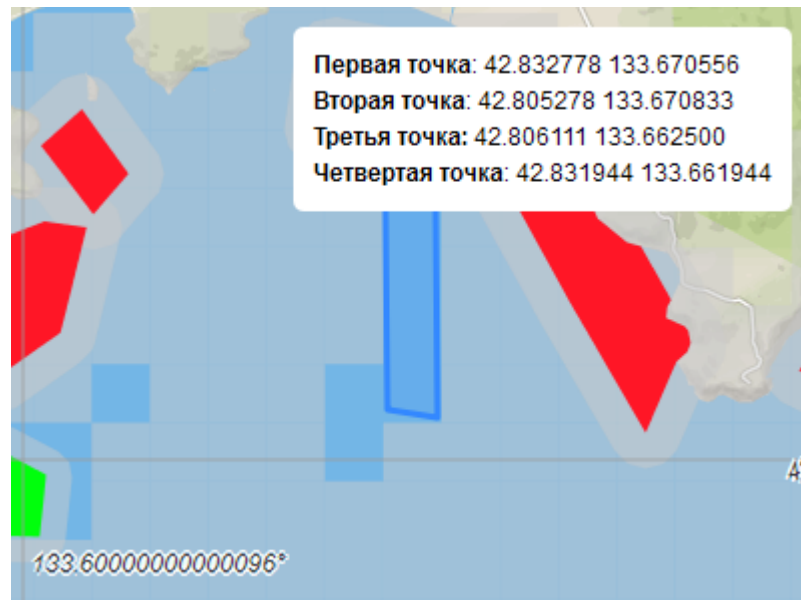 Первая точка: 42.832778 133.670556
Вторая точка: 42.805278 133.670833
Третья точка: 42.806111 133.662500
Четвертая точка: 42.831944 133.661944
133.600000000000096°